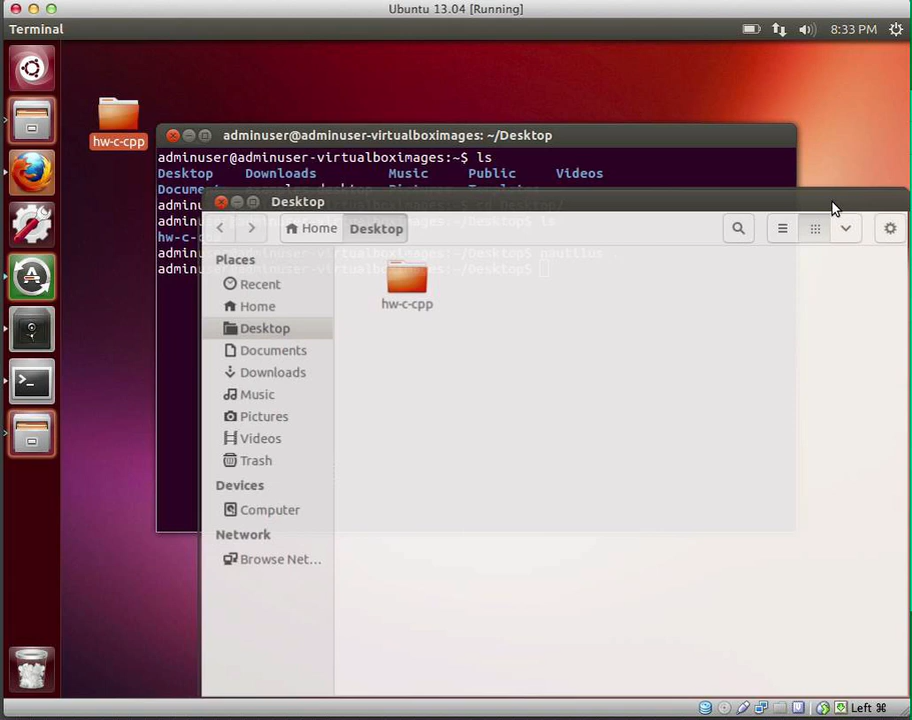 Ubuntu 13.04 [Running]
Terminal
8:33 PM
hw-c-cpp
adminuser@adminuser-virtualboximages: ~/Desktop
adminuser@adminuser-virtualboximages:~$ ls
Desktop Downloads Music Public Videos
Desktop
Home Desktop
nautilus
Places
Recent
Home
Desktop
Documents
Downloads
Music
Pictures
Videos
Trash
Devices
Computer
Network
Browse Net...
hw-c-cpp
Left ⌘